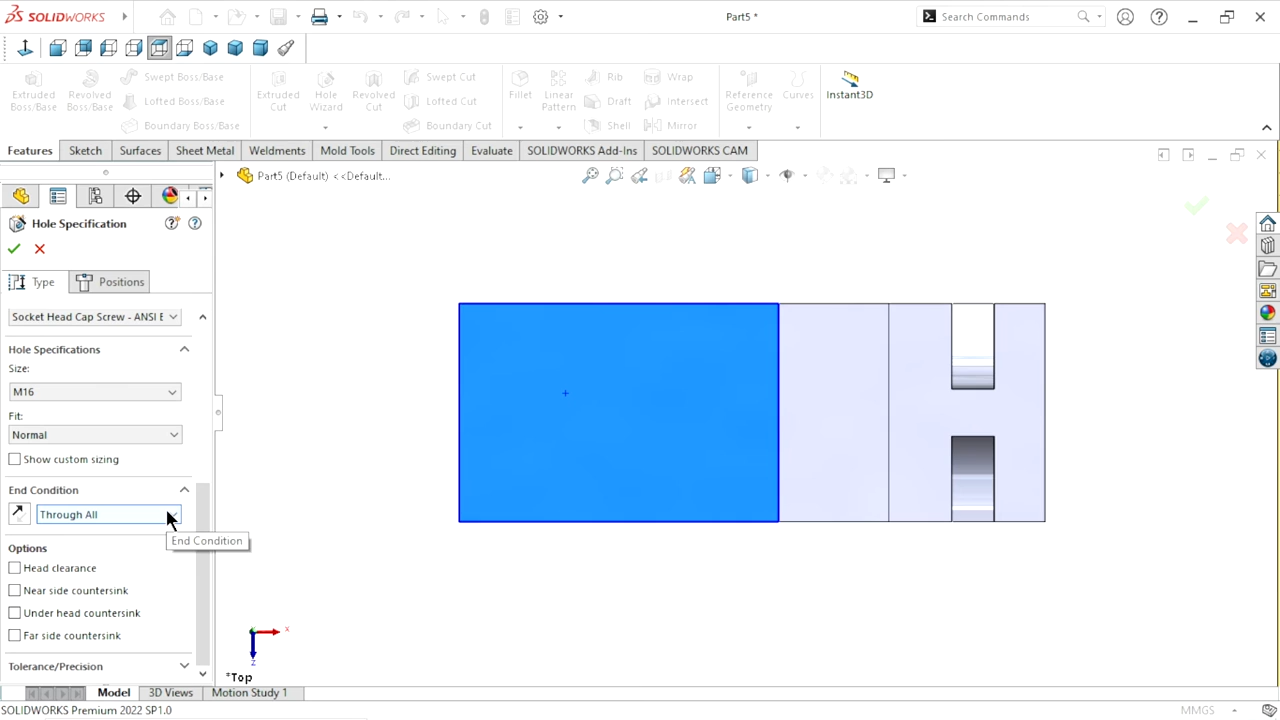 SOLIDWORKS
Part5 *
Search Commands
Extruded Boss/Base
Revolved Boss/Base
Swept Boss/Base
Lofted Boss/Base
Boundary Boss/Base
Extruded Cut
Hole Wizard
Revolved Cut
Swept Cut
Lofted Cut
Boundary Cut
Fillet
Linear Pattern
Rib
Draft
Shell
Wrap
Intersect
Mirror
Reference Geometry
Curves
Instant3D
Features
Sketch
Surfaces
Sheet Metal
Weldments
Mold Tools
Direct Editing
Evaluate
SOLIDWORKS Add-Ins
SOLIDWORKS CAM
Part5 (Default) <<Default...
Hole Specification
Type
Positions
Socket Head Cap Screw - ANSI B
Hole Specifications
Size:
M16
Fit:
Normal
Show custom sizing
End Condition
Through All
End Condition
Options
Head clearance
Near side countersink
Under head countersink
Far side countersink
Tolerance/Precision
x
z
*Top
Model
3D Views
Motion Study 1
SOLIDWORKS Premium 2022 SP1.0
MMGS